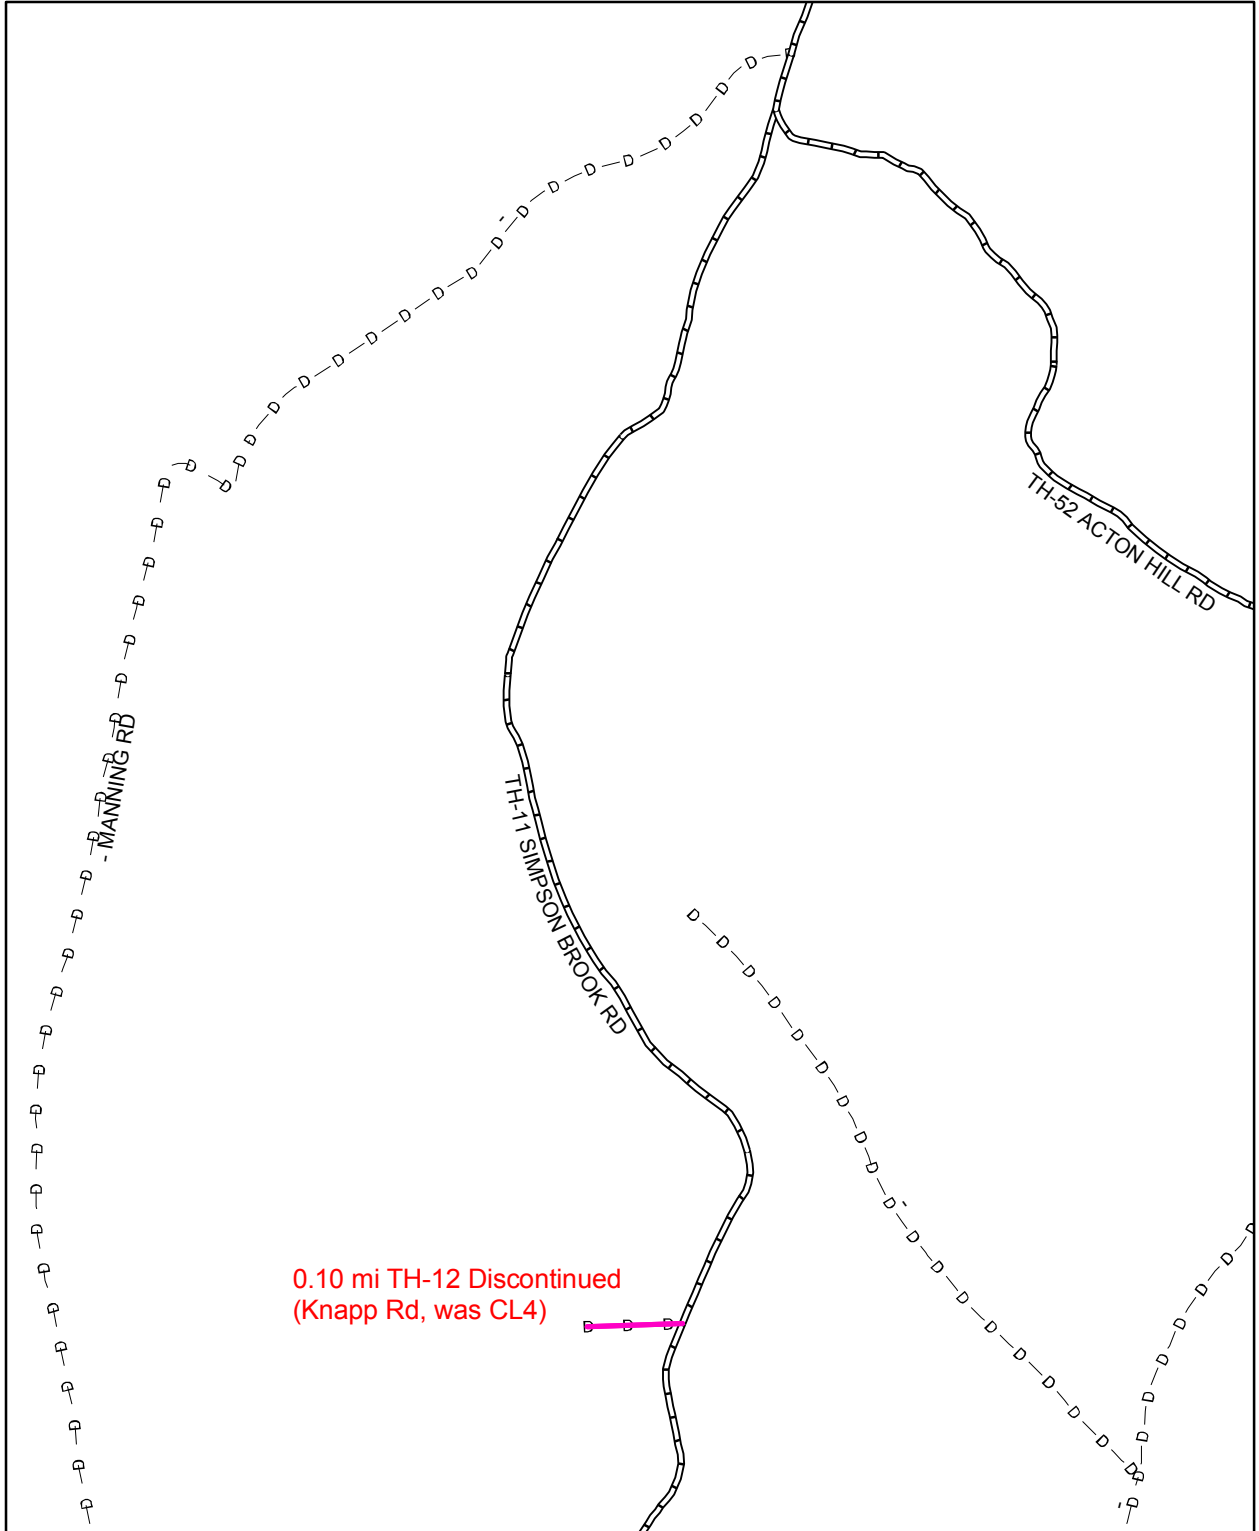 TH-52 ACTON HILL RD
- MANNING RD
TH-11 SIMPSON BROOK RD
0.10 mi TH-12 Discontinued
(Knapp Rd, was CL4)